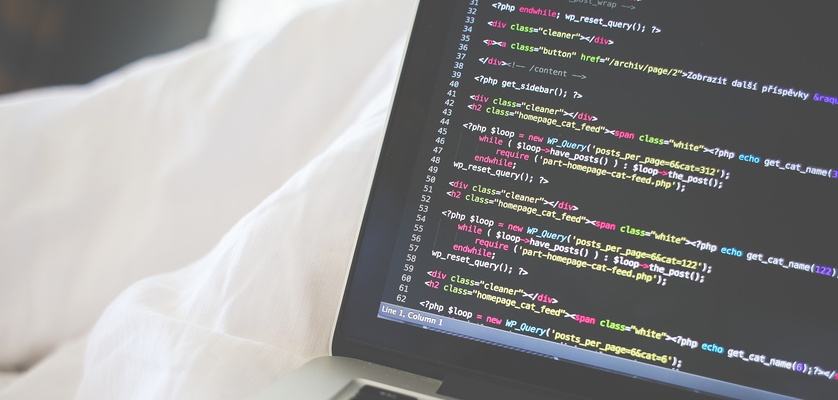 _post_wrap -->
31
32 <?php endwhile; wp_reset_query(); ?>
33
34 <div class="cleaner"></div>
35
36 <p><a class="button" href="/archiv/page/2">Zobrazit další příspěvky &raqu
37
38 </div><!-- /content -->
39
40 <?php get_sidebar(); ?>
41
42 <div class="cleaner"></div>
43 <h2 class="homepage_cat_feed"><span class="white"><?php echo get_cat_name(3
44
45 <?php $loop = new WP_Query('posts_per_page=6&cat=312');
46 while ( $loop->have_posts() ) : $loop->the_post();
47 require ('part-homepage-cat-feed.php');
48 endwhile;
49 wp_reset_query(); ?>
50
51 <div class="cleaner"></div>
52 <h2 class="homepage_cat_feed"><span class="white"><?php echo get_cat_name(122)
53
54 <?php $loop = new WP_Query('posts_per_page=6&cat=122');
55 while ( $loop->have_posts() ) : $loop->the_post();
56 require ('part-homepage-cat-feed.php');
57 endwhile;
58 wp_reset_query(); ?>
59
60 <div class="cleaner"></div>
61 <h2 class="homepage_cat_feed"><span class="white"><?php echo get_cat_name(6);?></s
62
<?php $loop = new WP_Query('posts_per_page=6&cat=6');
Line 1, Column 1